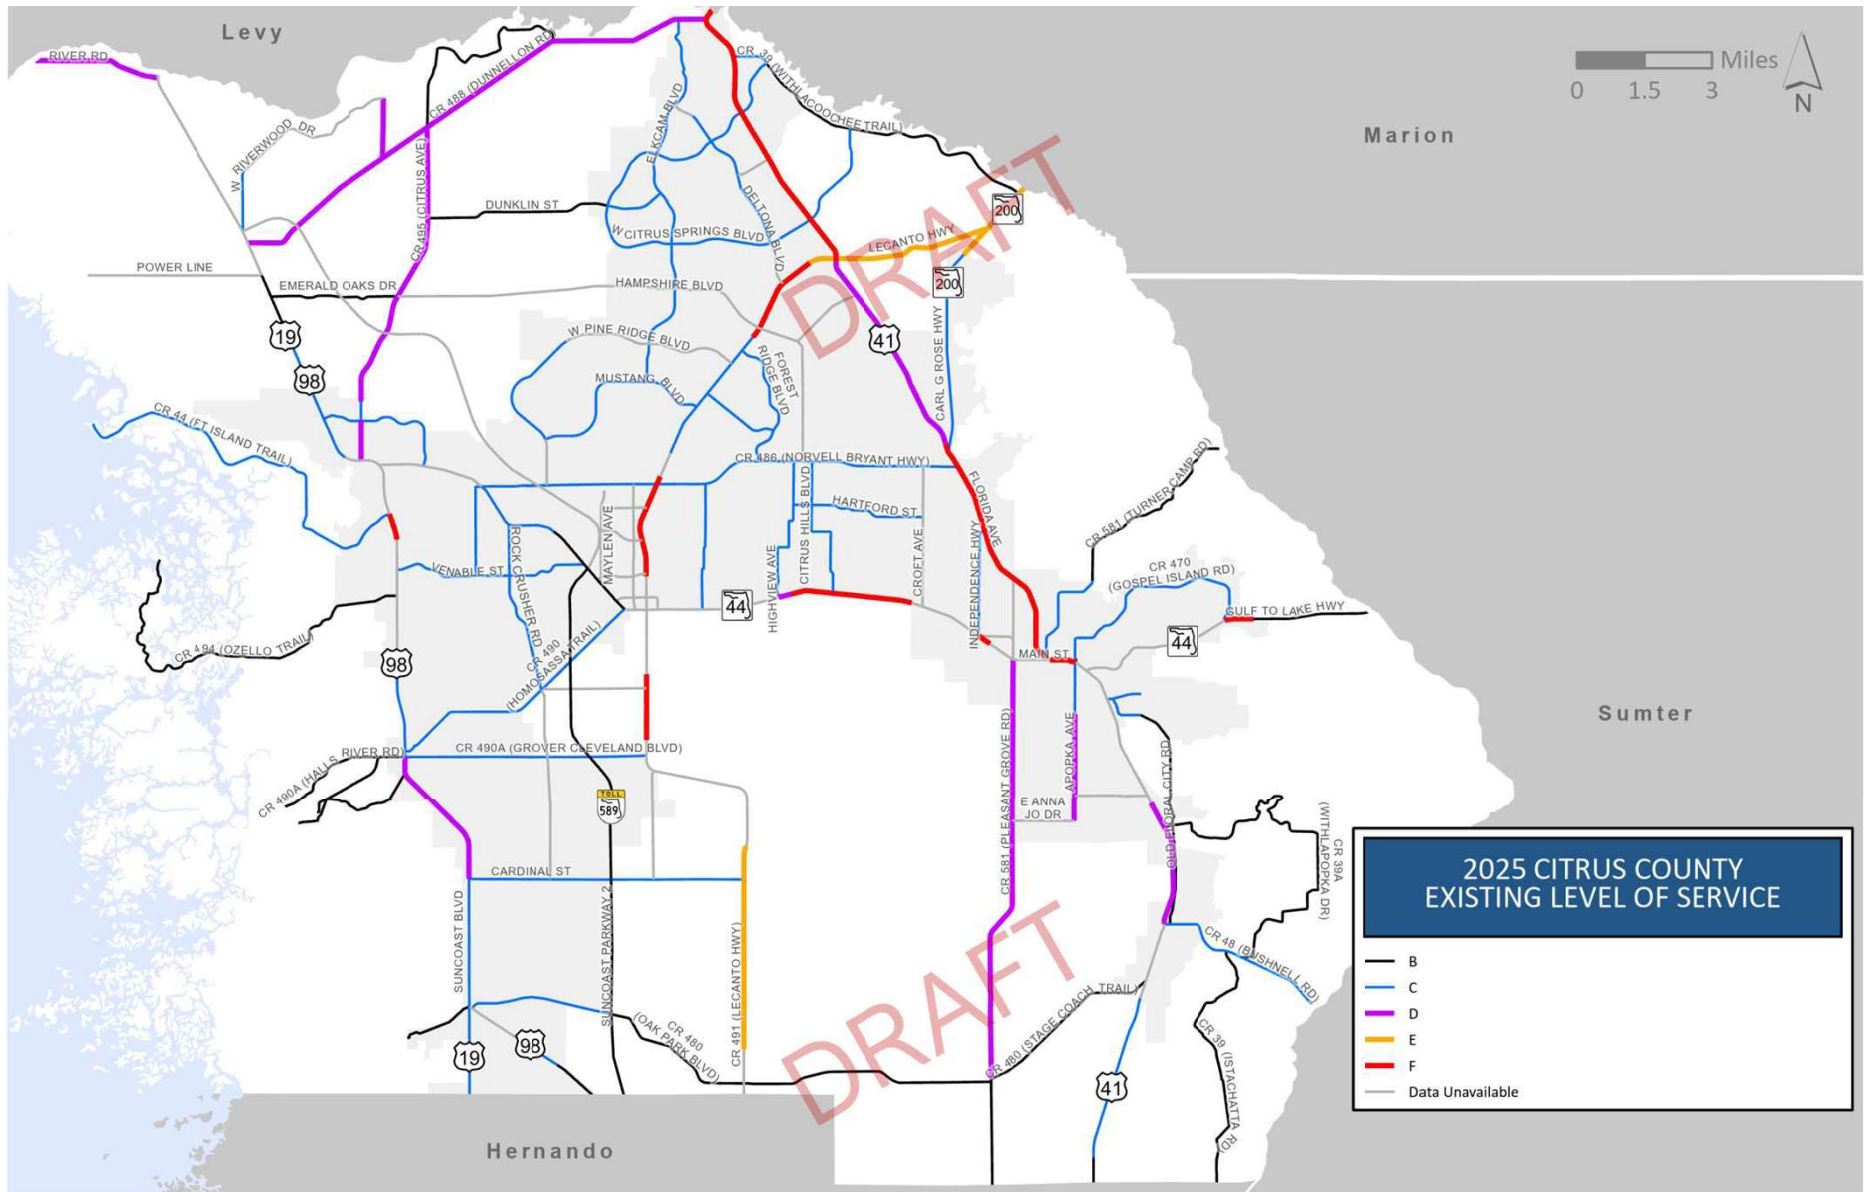 Levy
RIVER RD
CR 39 (WITHLACOOCHEE TRAIL)
Miles
0 1.5 3
N
CR 488 (DUNNELLON RD)
Marion
W RIVERWOOD DR
ELKCAM BLVD
CR 495 (CITRUS AVE)
DUNKLIN ST
DELTONA BLVD
DRAFT
200
W CITRUS SPRINGS BLVD
LECANTO HWY
POWER LINE
EMERALD OAKS DR
HAMPSHIRE BLVD
200
19
W PINE RIDGE BLVD
41
98
MUSTANG BLVD
FOREST
RIDGE BLVD
CARL G ROSE HWY
CR 44 (FT ISLAND TRAIL)
CR 486 (NORVELL BRYANT HWY)
CITRUS HILLS BLVD
FLORIDA AVE
CR 581 (TURNER CAMP RD)
HARTFORD ST
MAYLEN AVE
ROCK CRUSHER RD
VENABLE ST
HIGHVIEW AVE
CROFT AVE
INDEPENDENCE HWY
CR 470
(GOSPEL ISLAND RD)
44
GULF TO LAKE HWY
CR 494 (OZELLO TRAIL)
CR 490
(HOMOSASSA TRAIL)
44
MAIN ST
98
Sumter
CR 490A (HALLS RIVER RD)
CR 490A (GROVER CLEVELAND BLVD)
CR 581 (PLEASANT GROVE RD)
APOPKA AVE
OLD FLORAL CITY RD
TOLL
589
E ANNA
JO DR
CR 39A
(WITHLAPOPKA DR)
CARDINAL ST
SUNCOAST BLVD
SUNCOAST PARKWAY 2
CR 491 (LECANTO HWY)
DRAFT
CR 48 (BUSHNELL RD)
CR 480 (STAGE COACH TRAIL)
CR 480
(OAK PARK BLVD)
98
19
41
CR 39 (ISTACHATTA RD)
Hernando
2025 CITRUS COUNTY
EXISTING LEVEL OF SERVICE
B
C
D
E
F
Data Unavailable